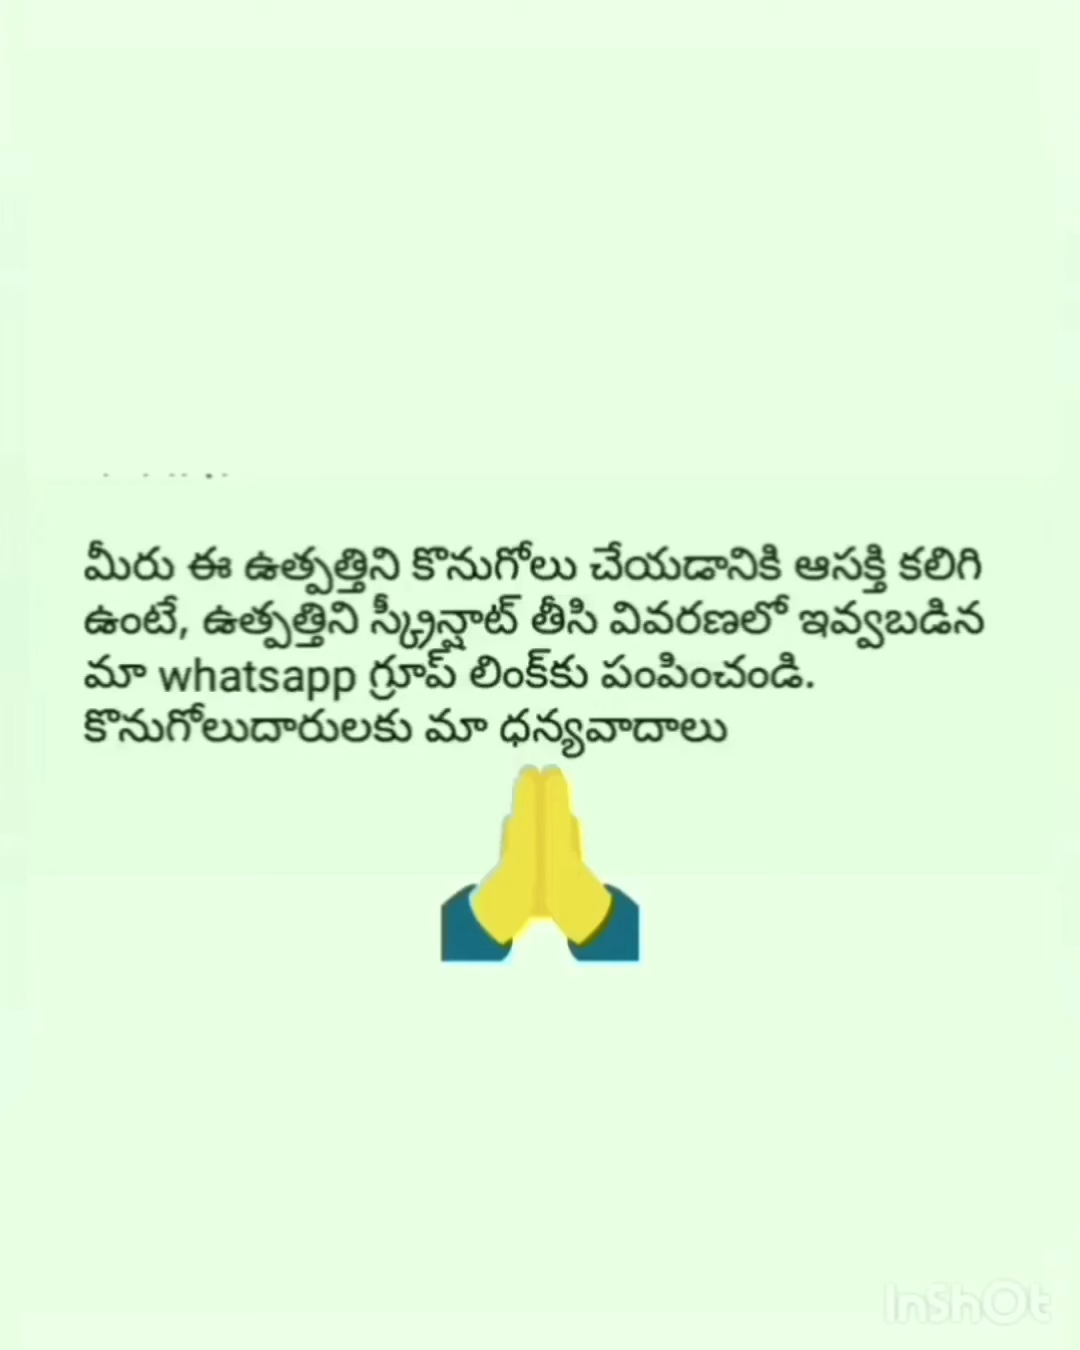 మీరు ఈ ఉత్పత్తిని కొనుగోలు చేయడానికి ఆసక్తి కలిగి
ఉంటే, ఉత్పత్తిని స్క్రీన్షాట్ తీసి వివరణలో ఇవ్వబడిన
మా whatsapp గ్రూప్ లింక్‌కు పంపించండి.
కొనుగోలుదారులకు మా ధన్యవాదాలు
InShOt